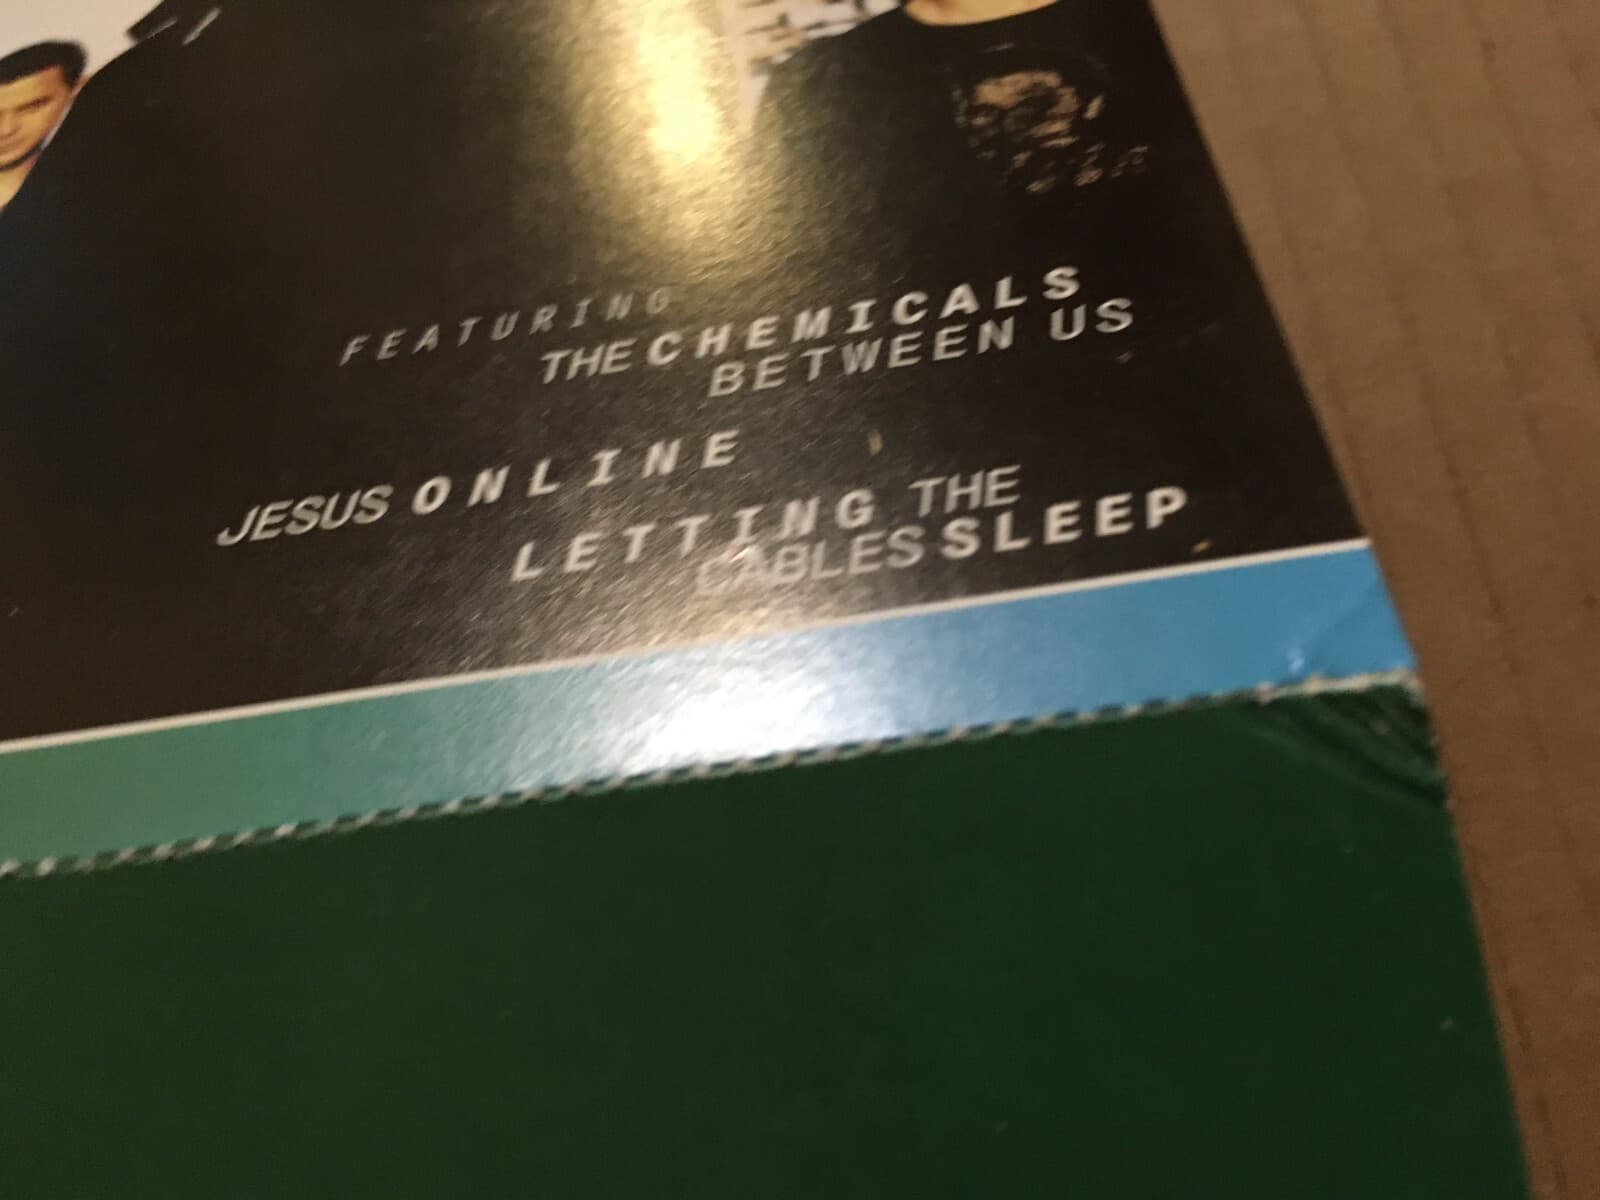 FEATURING
THE CHEMICALS
BETWEEN US
JESUS ONLINE
LETTING THE
CABLES SLEEP